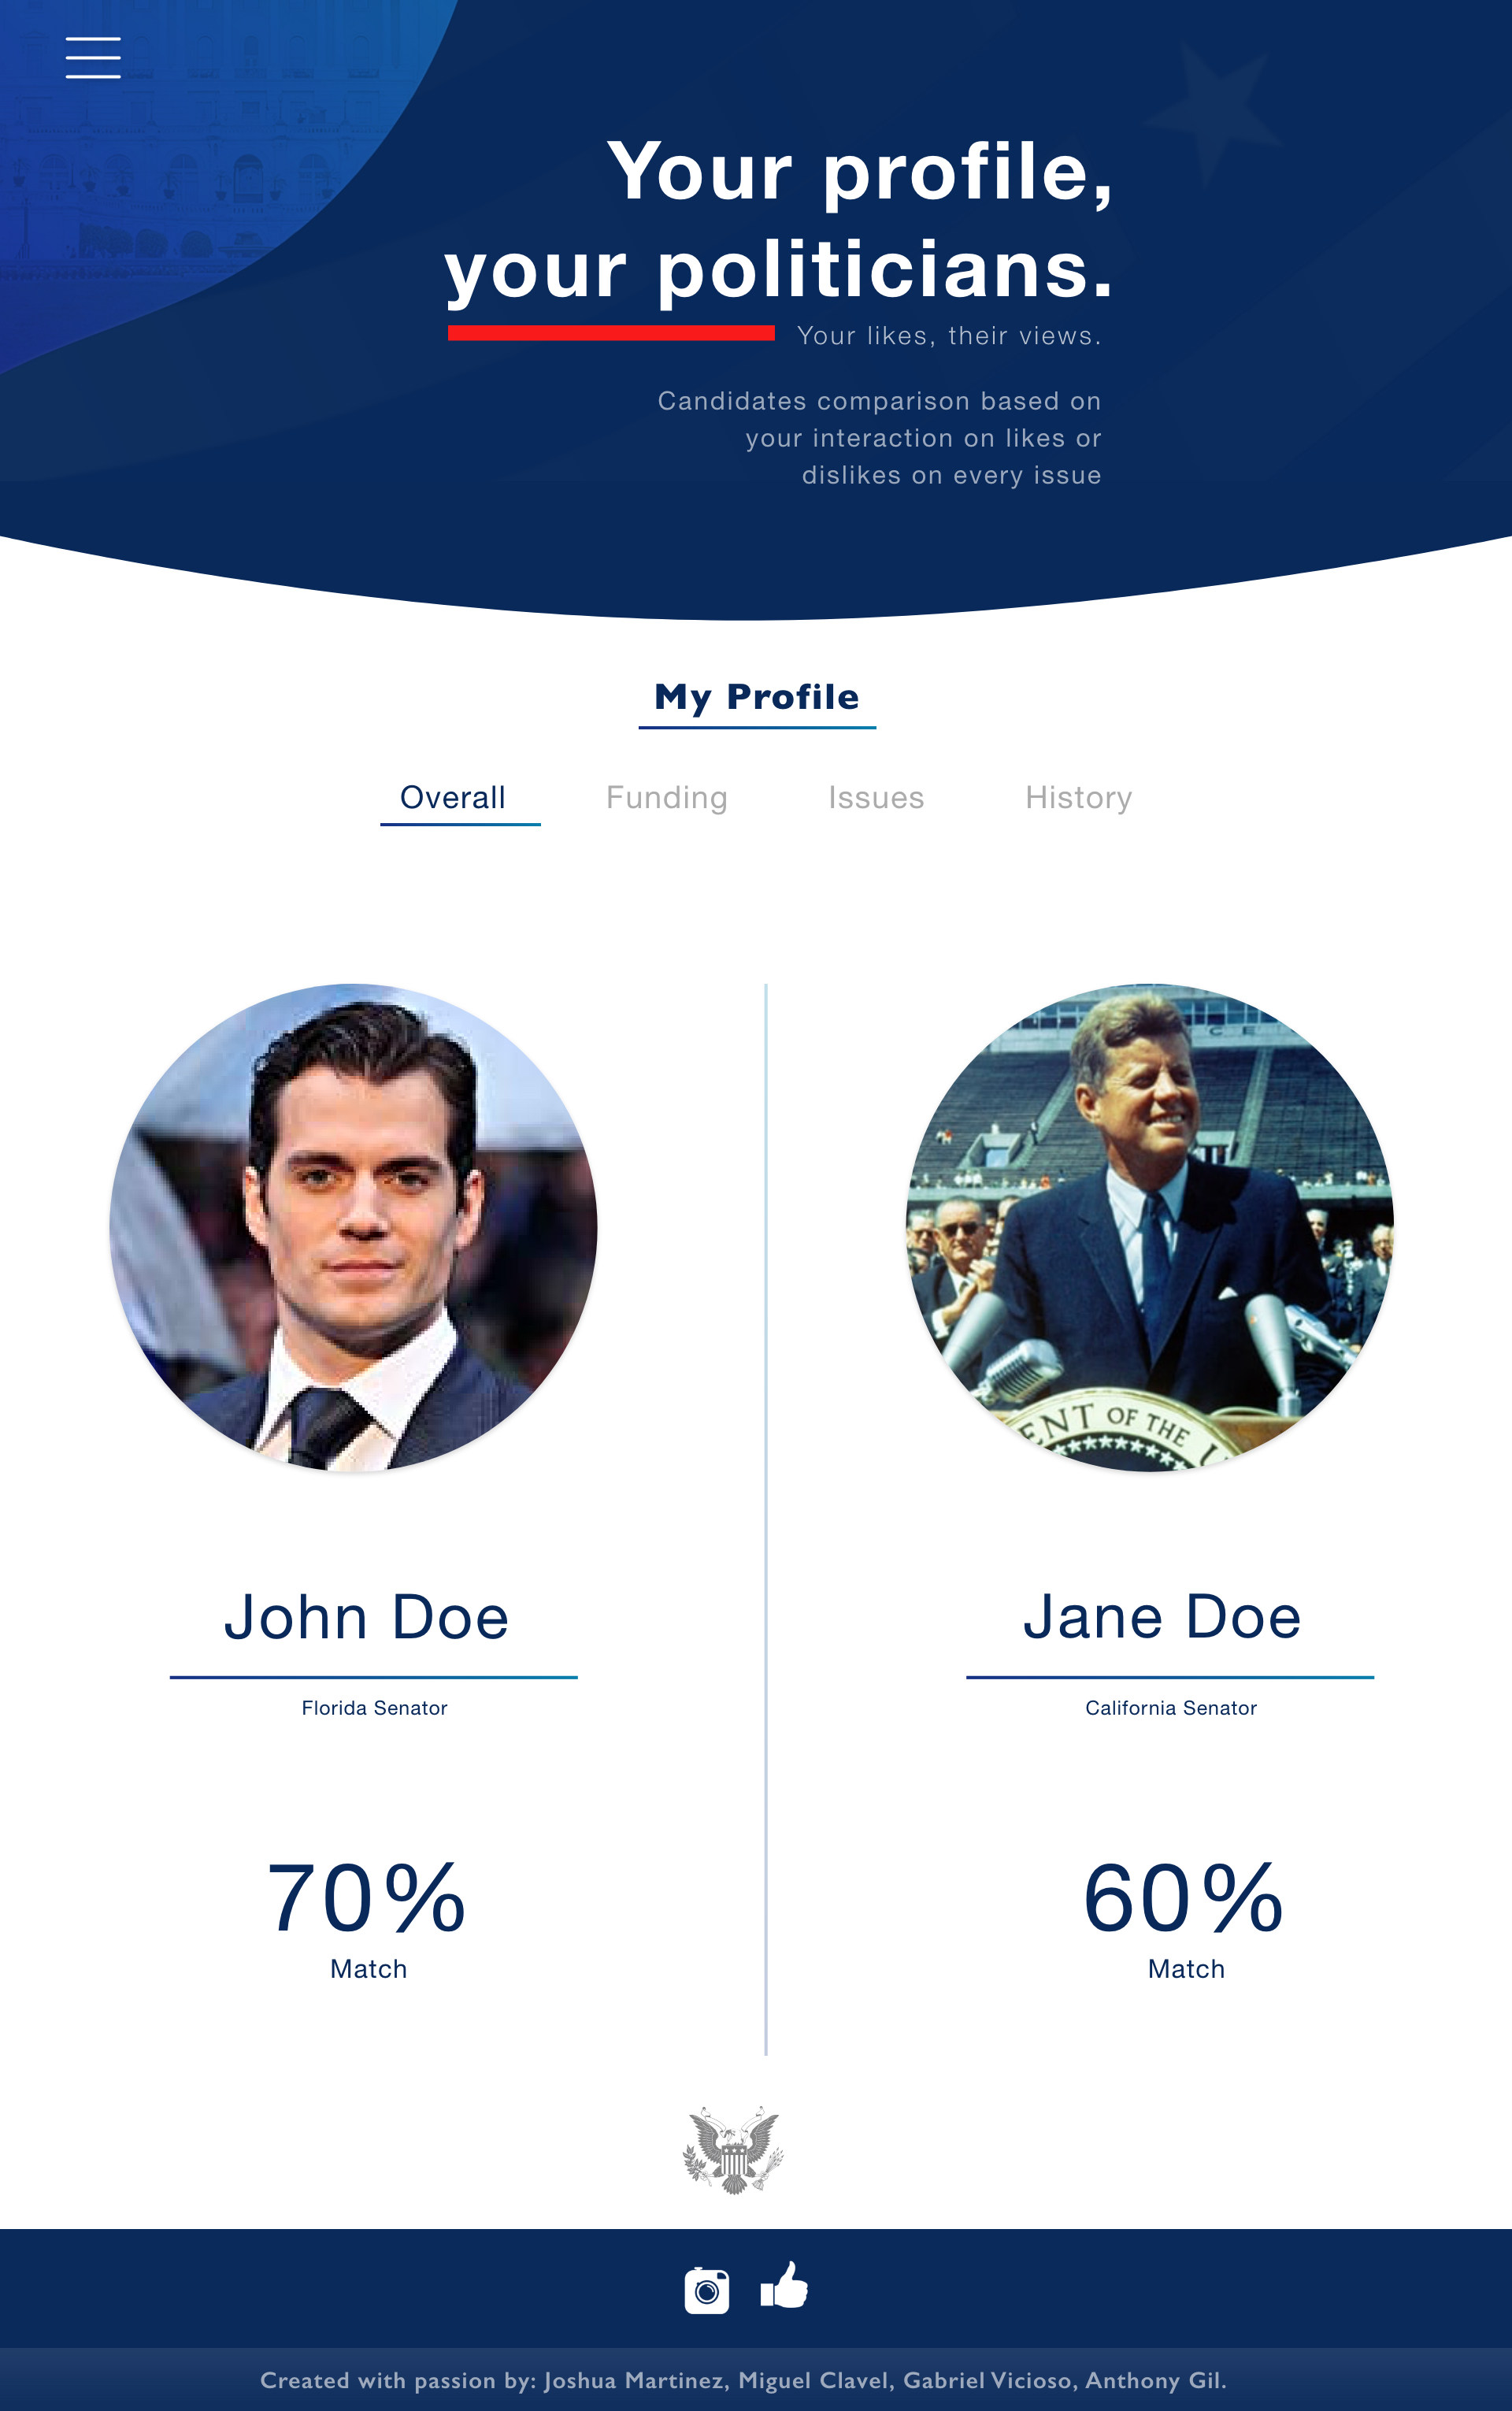 Your profile,
your politicians.
Your likes, their views.
Candidates comparison based on
your interaction on likes or
dislikes on every issue
My Profile
Overall Funding Issues History
C E
ENT OF THE U
John Doe
Florida Senator
70%
Match
Jane Doe
California Senator
60%
Match
Created with passion by: Joshua Martinez, Miguel Clavel, Gabriel Vicioso, Anthony Gil.